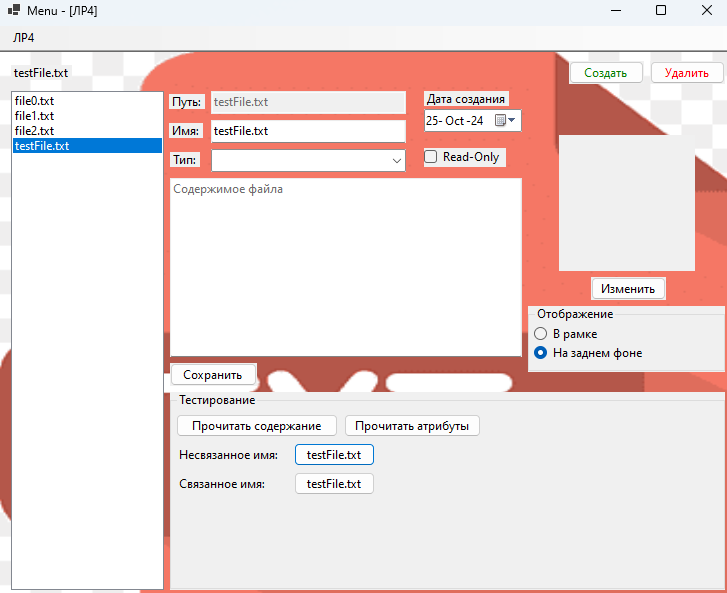 Menu - [ЛР4]
ЛР4
testFile.txt
Создать
Удалить
file0.txt
file1.txt
file2.txt
testFile.txt
Путь:
testFile.txt
Имя:
testFile.txt
Тип:
Дата создания
25- Oct -24
Read-Only
Содержимое файла
Изменить
Отображение
В рамке
На заднем фоне
Сохранить
Тестирование
Прочитать содержание
Прочитать атрибуты
Несвязанное имя:
testFile.txt
Связанное имя:
testFile.txt